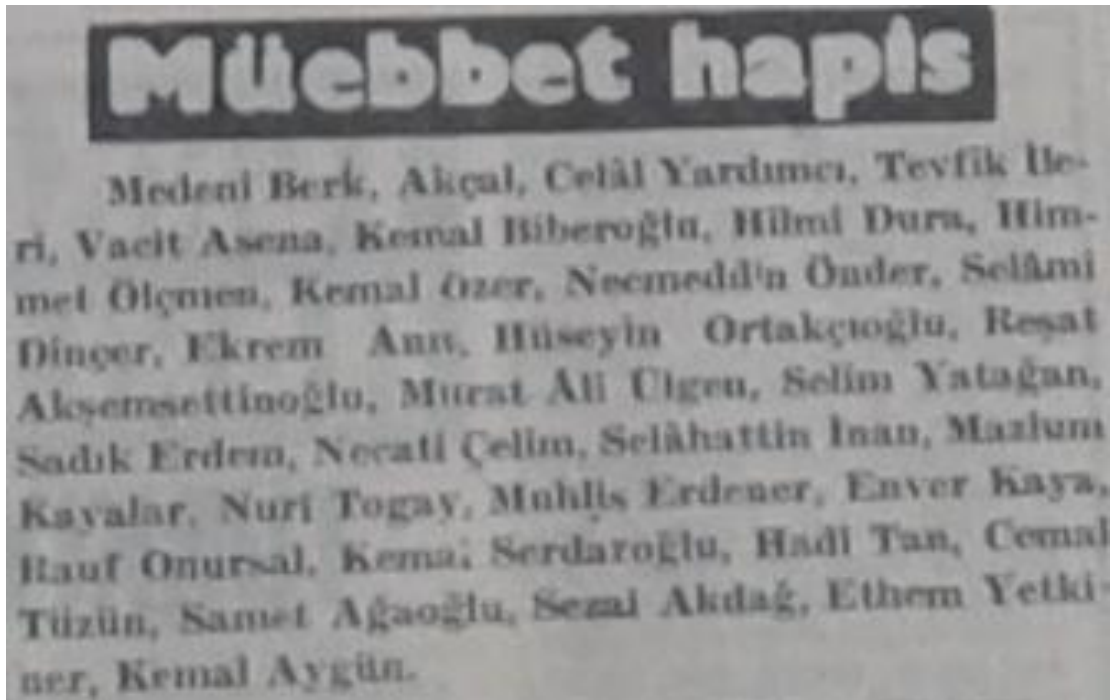 Müebbet hapis
Medeni Berk, Akçal, Celâl Yardımcı, Tevfik İle-
ri, Vacit Asena, Kemal Biberoğlu, Hilmi Dura, Him-
met Ölçmen, Kemal Özer, Necmedd'n Önder, Selâmi
Dinçer, Ekrem Anıt, Hüseyin Ortakçıoğlu, Reşat
Akşemsettinoğlu, Murat Âli Ülgen, Selim Yatağan,
Sadık Erdem, Necati Çelim, Selâhattin İnan, Mazlum
Kayalar, Nuri Togay, Muhlis Erdener, Enver Kaya,
Rauf Onursal, Kemal Serdaroğlu, Hadi Tan, Cemal
Tüzün, Samet Ağaoğlu, Sezai Akdağ, Ethem Yetki-
ner, Kemal Aygün.